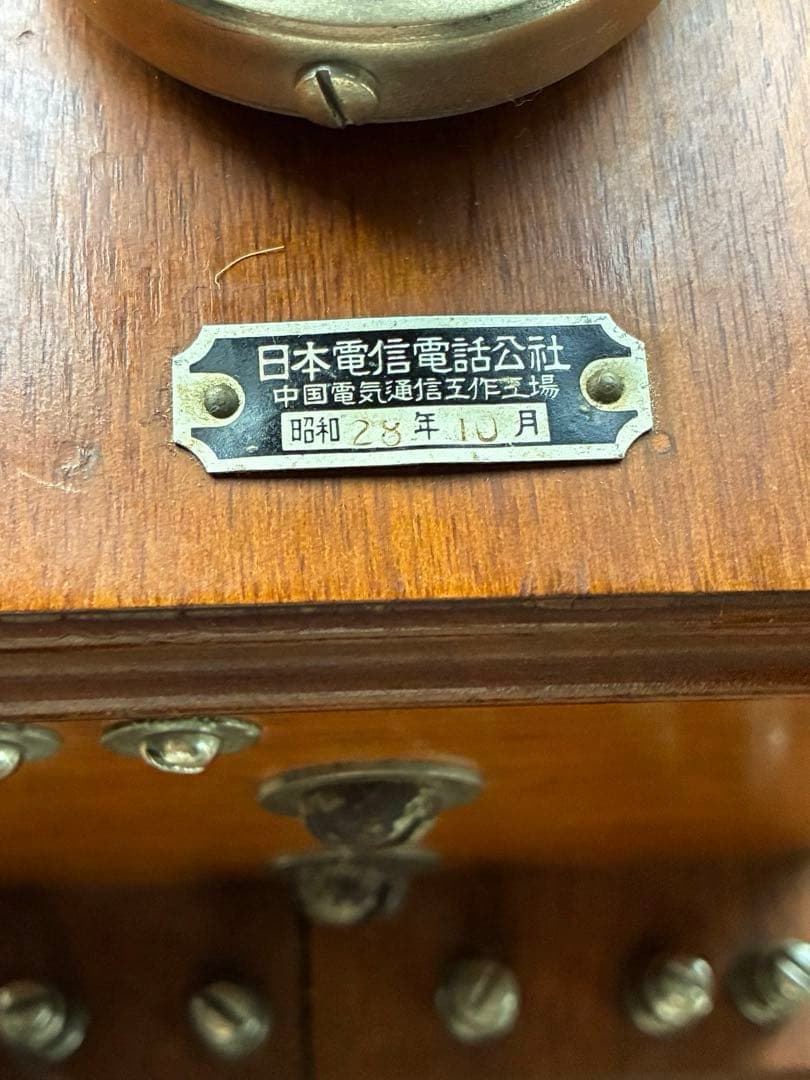 日本電信電話公社
中国電気通信工作工場
昭和 28 年 10 月